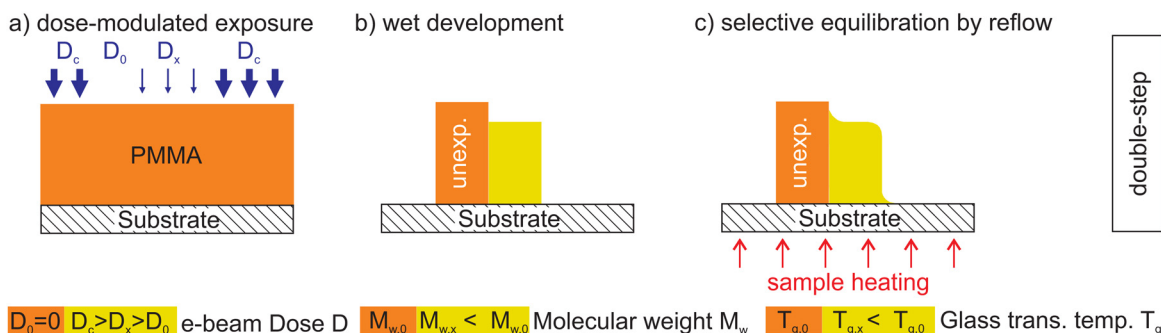 a) dose-modulated exposure
D_c D_0 D_x D_c
PMMA
Substrate
b) wet development
unexp.
Substrate
c) selective equilibration by reflow
unexp.
Substrate
sample heating
double-step
D_0=0 D_c>D_x>D_0 e-beam Dose D
M_w,0 M_w,x < M_w,0 Molecular weight M_w
T_g,0 T_g,x < T_g,0 Glass trans. temp. T_g